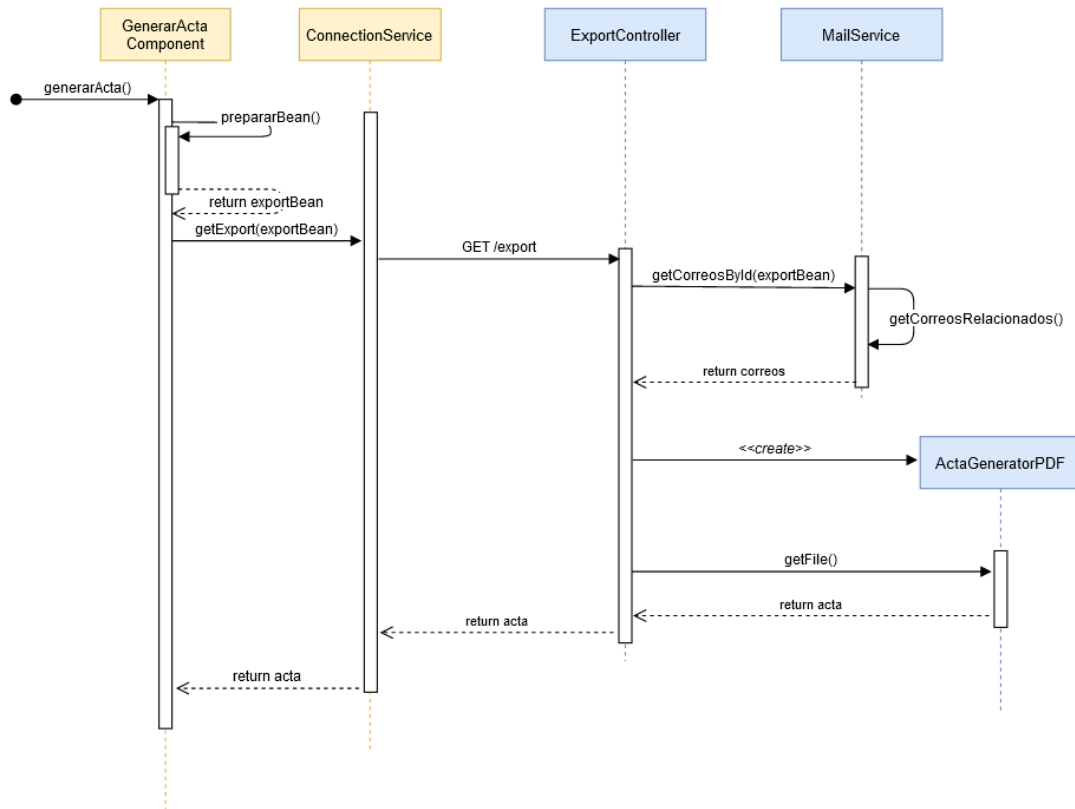 GenerarActa
Component
ConnectionService
ExportController
MailService
generarActa()
prepararBean()
return exportBean
getExport(exportBean)
GET /export
getCorreosById(exportBean)
getCorreosRelacionados()
return correos
<<create>>
ActaGeneratorPDF
getFile()
return acta
return acta
return acta